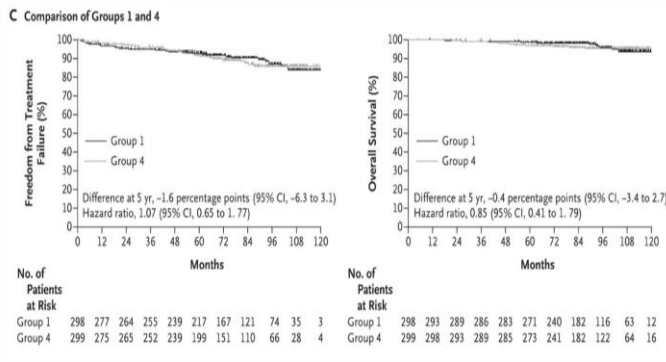 C Comparison of Groups 1 and 4
Freedom from Treatment
Failure (%)
100
90
80
70
60
50
40
30
20
10
0
Group 1
Group 4
Difference at 5 yr, –1.6 percentage points (95% CI, –6.3 to 3.1)
Hazard ratio, 1.07 (95% CI, 0.65 to 1. 77)
0 12 24 36 48 60 72 84 96 108 120
Months
No. of
Patients
at Risk
Group 1 298 277 264 255 239 217 167 121 74 35 3
Group 4 299 275 265 252 239 199 151 110 66 28 4
Overall Survival (%)
100
90
80
70
60
50
40
30
20
10
0
Group 1
Group 4
Difference at 5 yr, –0.4 percentage points (95% CI, –3.4 to 2.7)
Hazard ratio, 0.85 (95% CI, 0.41 to 1. 79)
0 12 24 36 48 60 72 84 96 108 120
Months
No. of
Patients
at Risk
Group 1 298 293 289 286 283 271 240 182 116 63 12
Group 4 299 298 293 289 285 273 241 182 122 64 16